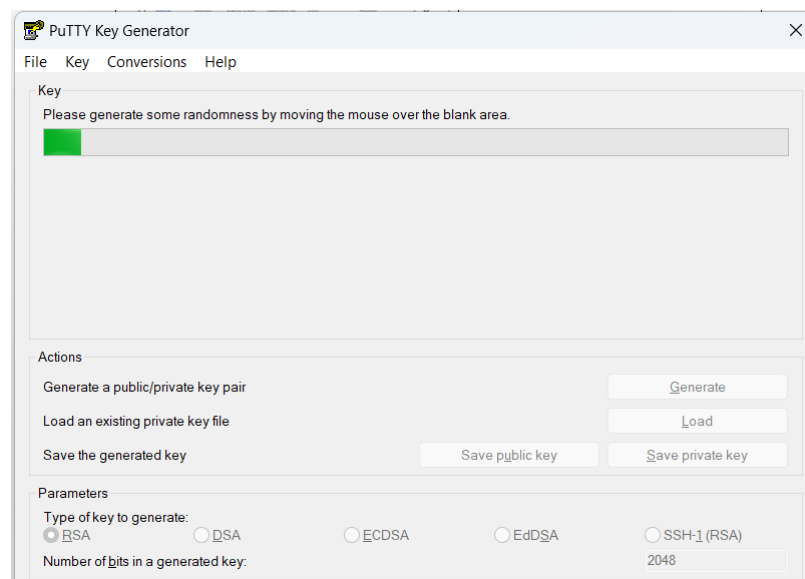 PuTTY Key Generator
File Key Conversions Help
Key
Please generate some randomness by moving the mouse over the blank area.
Actions
Generate a public/private key pair
Generate
Load an existing private key file
Load
Save the generated key
Save public key
Save private key
Parameters
Type of key to generate:
RSA DSA ECDSA EdDSA SSH-1 (RSA)
Number of bits in a generated key:
2048